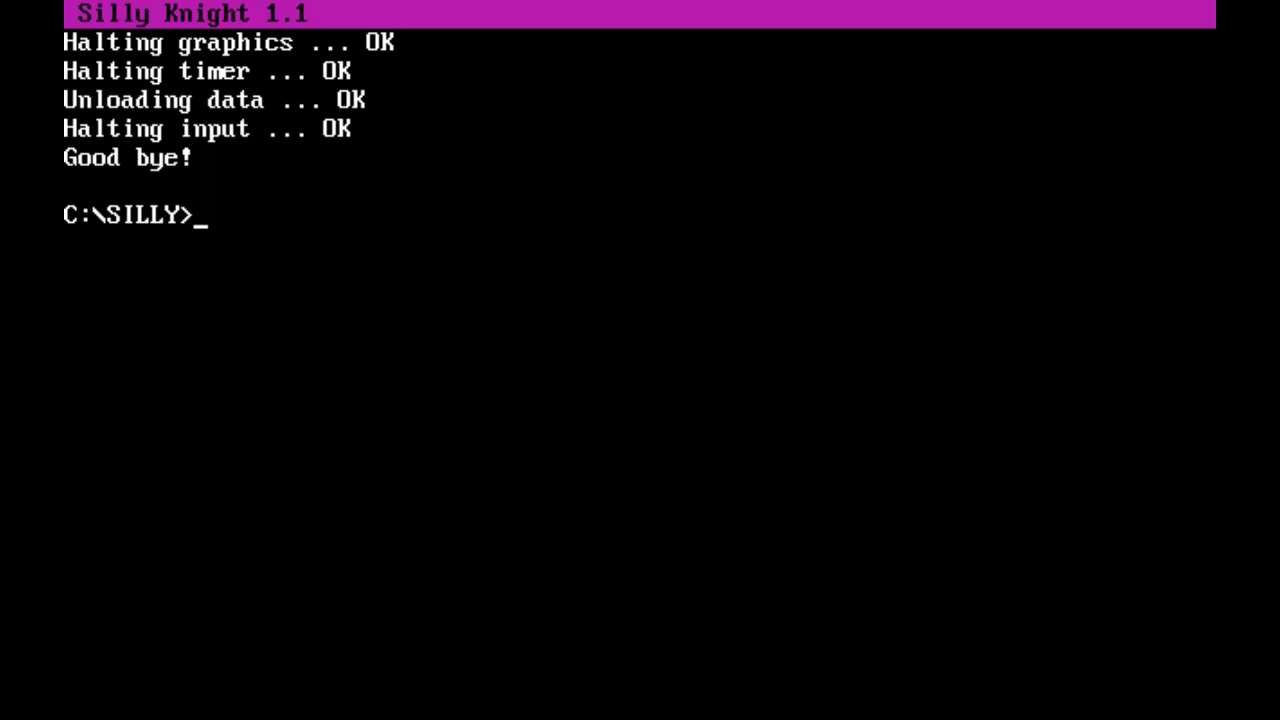 Silly Knight 1.1
Halting graphics ... OK
Halting timer ... OK
Unloading data ... OK
Halting input ... OK
Good bye!
C:\SILLY>_